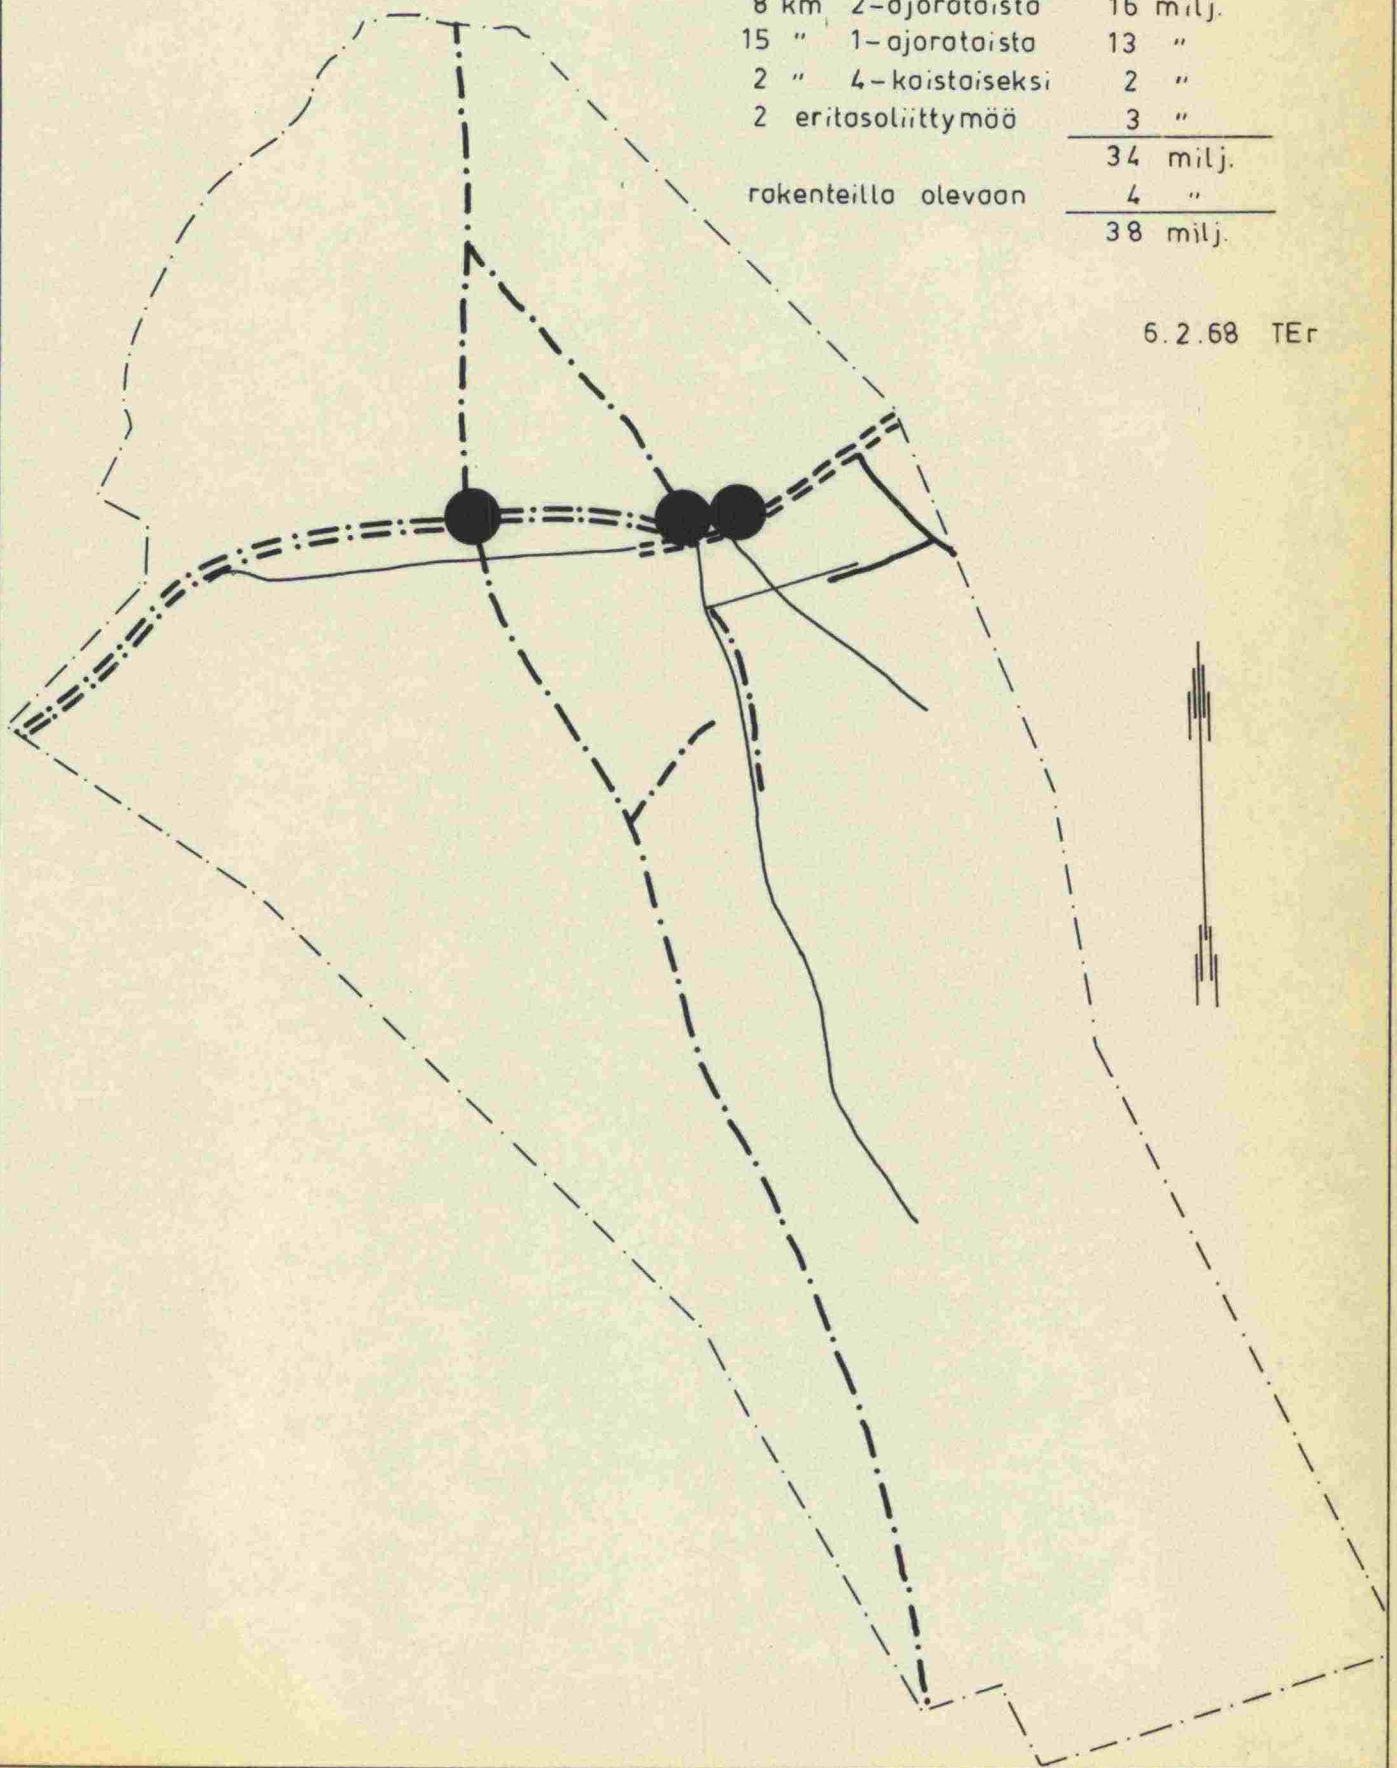 8 km 2-ajorataista 16 milj.
15 " 1-ajorataista 13 "
2 " 4-kaistaiseksi 2 "
2 eritasoliittymää 3 "
34 milj.
rakenteilla olevaan 4 "
38 milj.
6.2.68 TEr